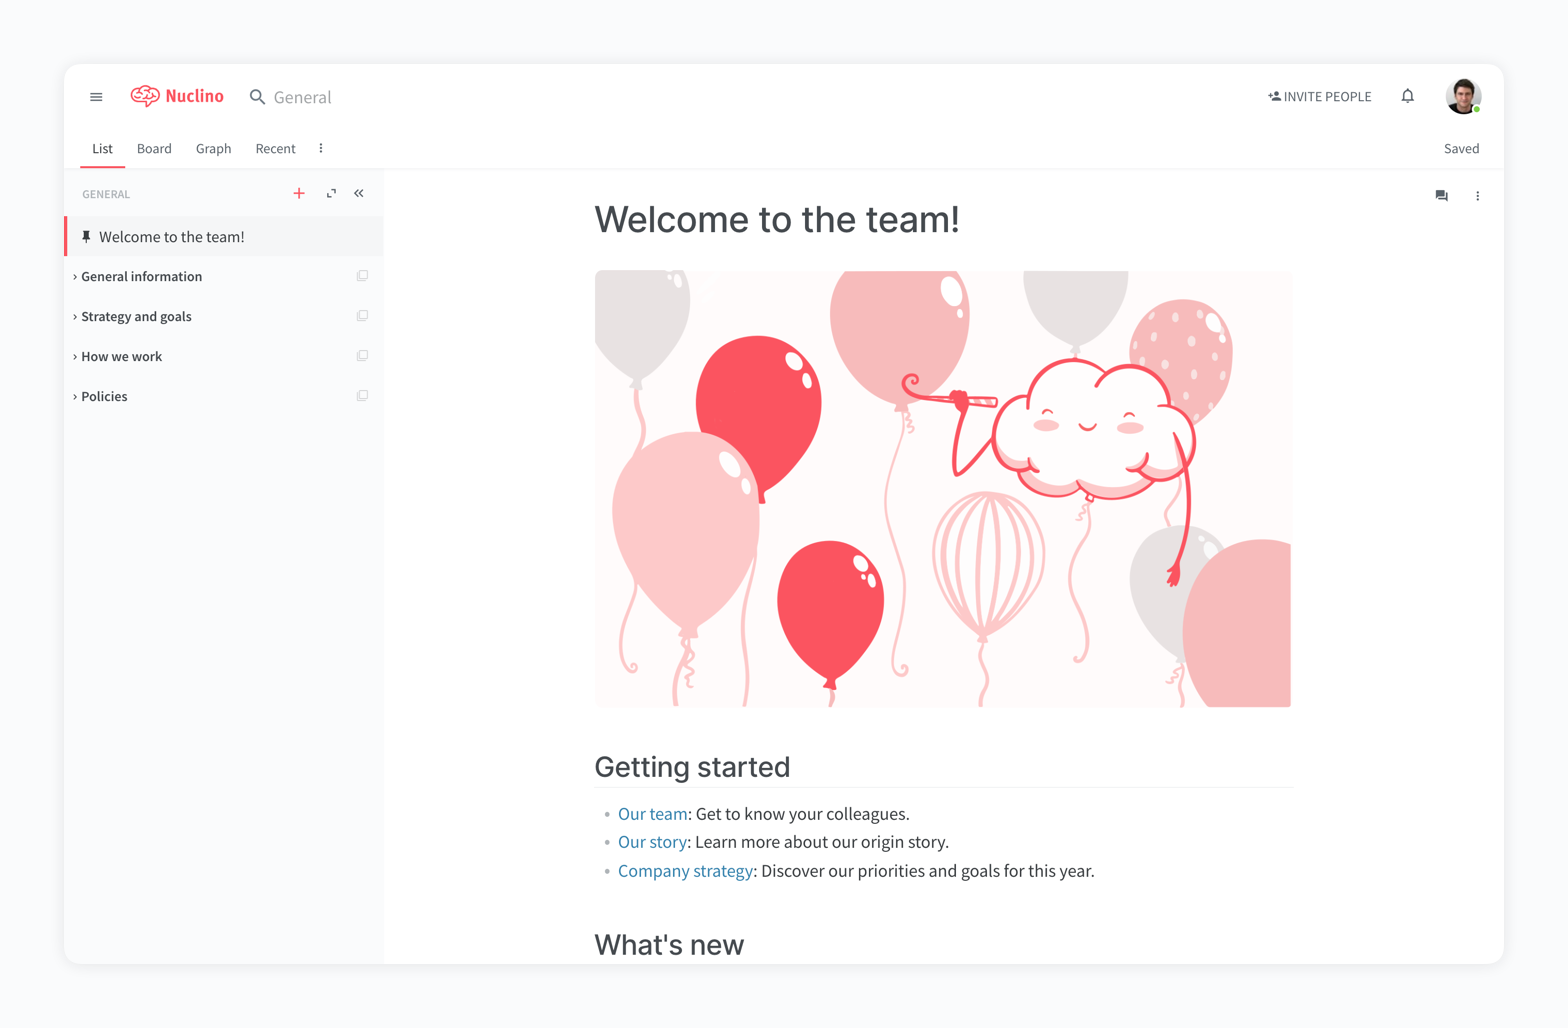 Nuclino
General
INVITE PEOPLE
List
Board
Graph
Recent
Saved
GENERAL
Welcome to the team!
General information
Strategy and goals
How we work
Policies
Welcome to the team!
Getting started
• Our team: Get to know your colleagues.
• Our story: Learn more about our origin story.
• Company strategy: Discover our priorities and goals for this year.
What's new